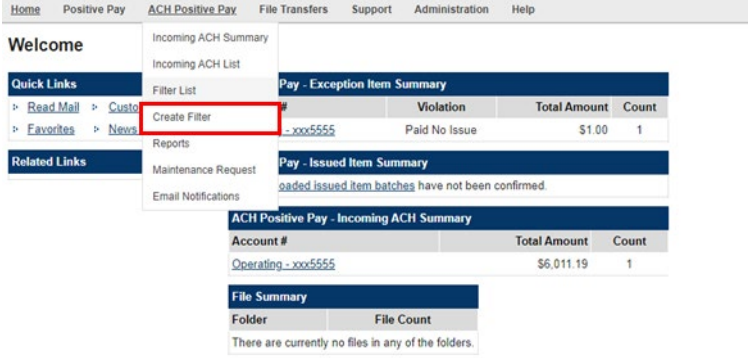 Home Positive Pay ACH Positive Pay File Transfers Support Administration Help
Welcome
Incoming ACH Summary
Incoming ACH List
Filter List
Create Filter
Reports
Maintenance Request
Email Notifications
Quick Links
Read Mail Custo
Favorites News
Related Links
Pay - Exception Item Summary
# Violation Total Amount Count
- xxx5555 Paid No Issue $1.00 1
Pay - Issued Item Summary
oaded issued item batches have not been confirmed.
ACH Positive Pay - Incoming ACH Summary
Account # Total Amount Count
Operating - xxx5555 $6,011.19 1
File Summary
Folder File Count
There are currently no files in any of the folders.